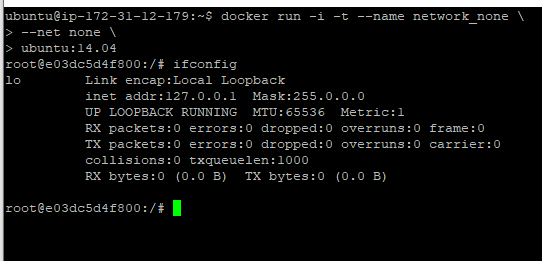 ubuntu@ip-172-31-12-179:~$ docker run -i -t --name network_none \
> --net none \
> ubuntu:14.04
root@e03dc5d4f800:/# ifconfig
lo        Link encap:Local Loopback
          inet addr:127.0.0.1  Mask:255.0.0.0
          UP LOOPBACK RUNNING  MTU:65536  Metric:1
          RX packets:0 errors:0 dropped:0 overruns:0 frame:0
          TX packets:0 errors:0 dropped:0 overruns:0 carrier:0
          collisions:0 txqueuelen:1000
          RX bytes:0 (0.0 B)  TX bytes:0 (0.0 B)
root@e03dc5d4f800:/#